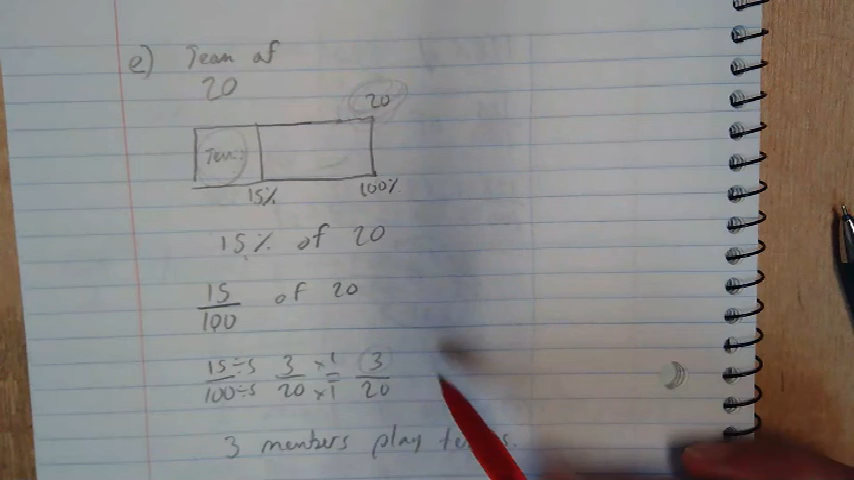 e) Team of
20
20
Ten.
15% 100%
15% of 20
15/100 of 20
15÷5/100÷5 3/20 ×1/×1 = 3/20
3 members play tennis.